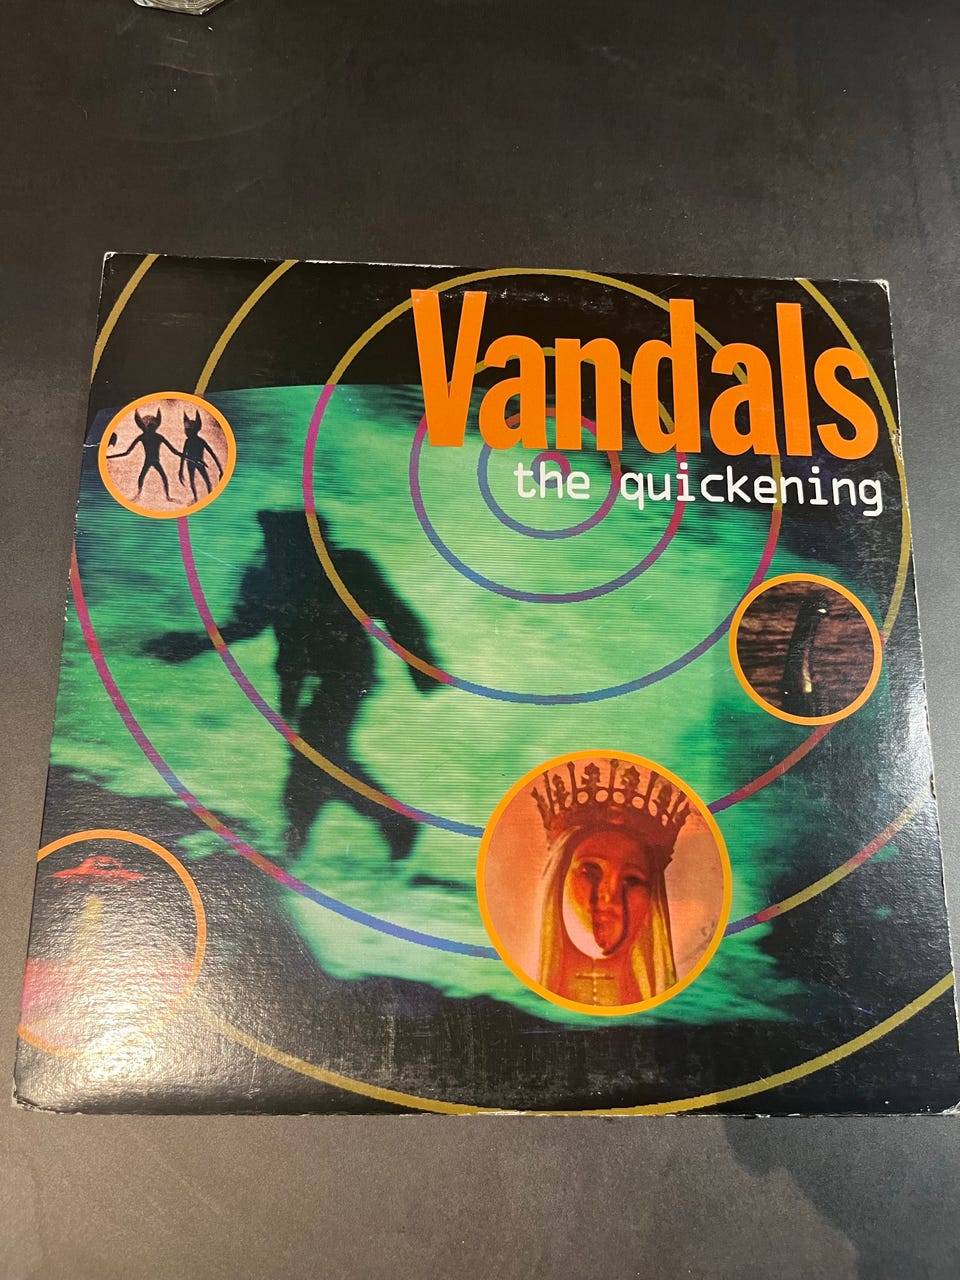 Vandals
the quickening